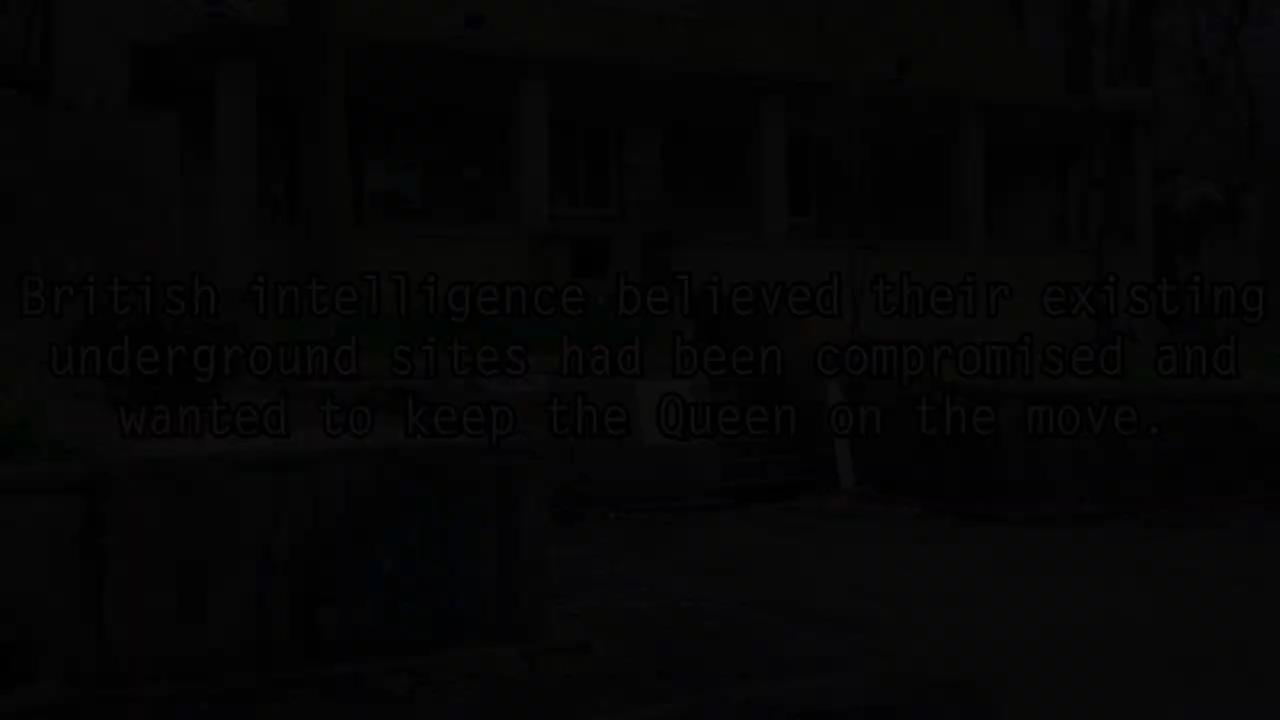 British intelligence believed their existing
underground sites had been compromised and
wanted to keep the Queen on the move.